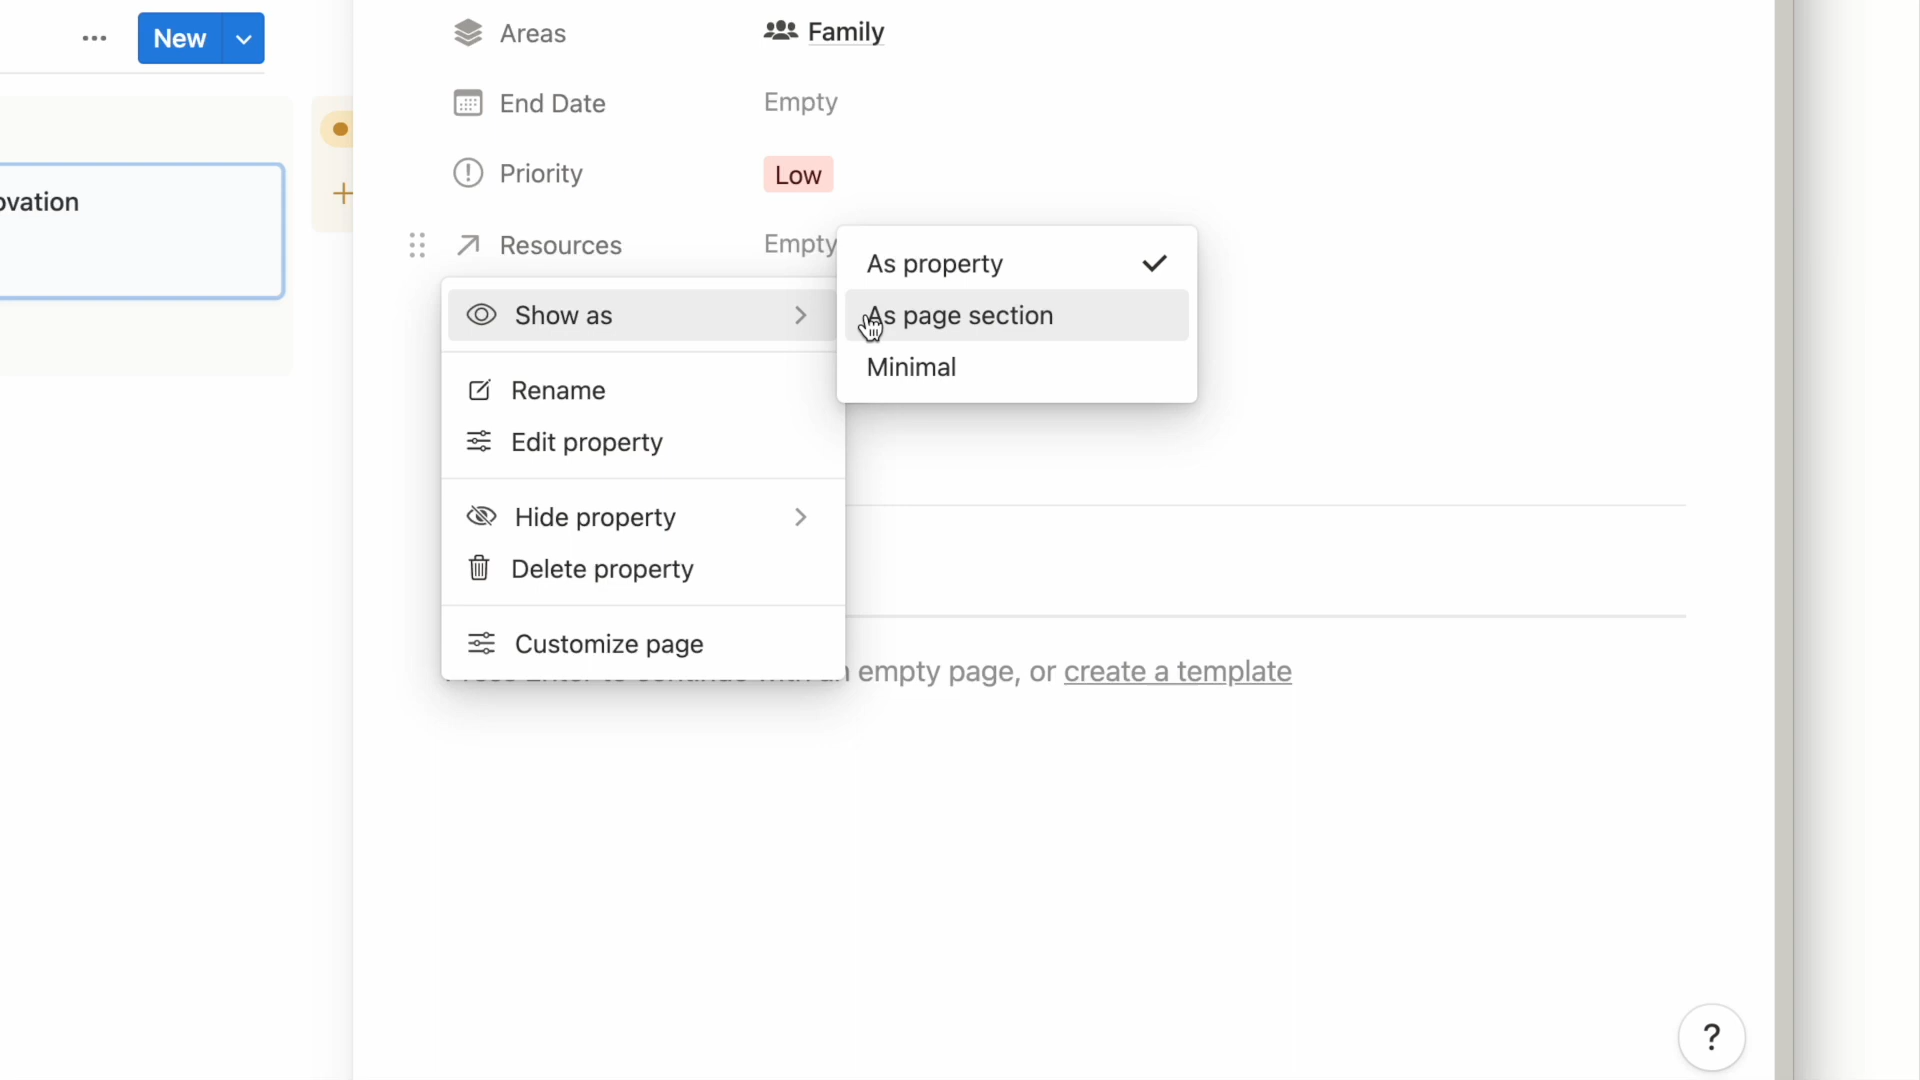 New
Areas
Family
End Date
Empty
Priority
Low
ovation
Resources
Empty
As property
Show as
As page section
Minimal
Rename
Edit property
Hide property
Delete property
Customize page
empty page, or create a template
?